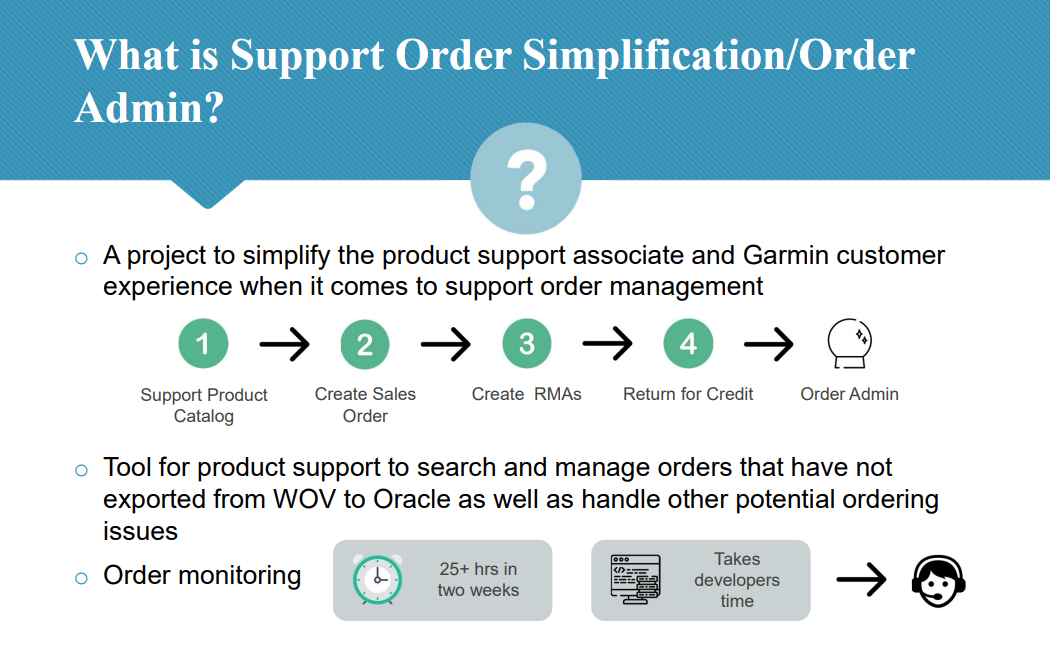 What is Support Order Simplification/Order
Admin?
?
A project to simplify the product support associate and Garmin customer
experience when it comes to support order management
1 2 3 4
Support Product Create Sales Create RMAs Return for Credit Order Admin
Catalog Order
Tool for product support to search and manage orders that have not
exported from WOV to Oracle as well as handle other potential ordering
issues
Order monitoring
25+ hrs in
two weeks
Takes
developers
time